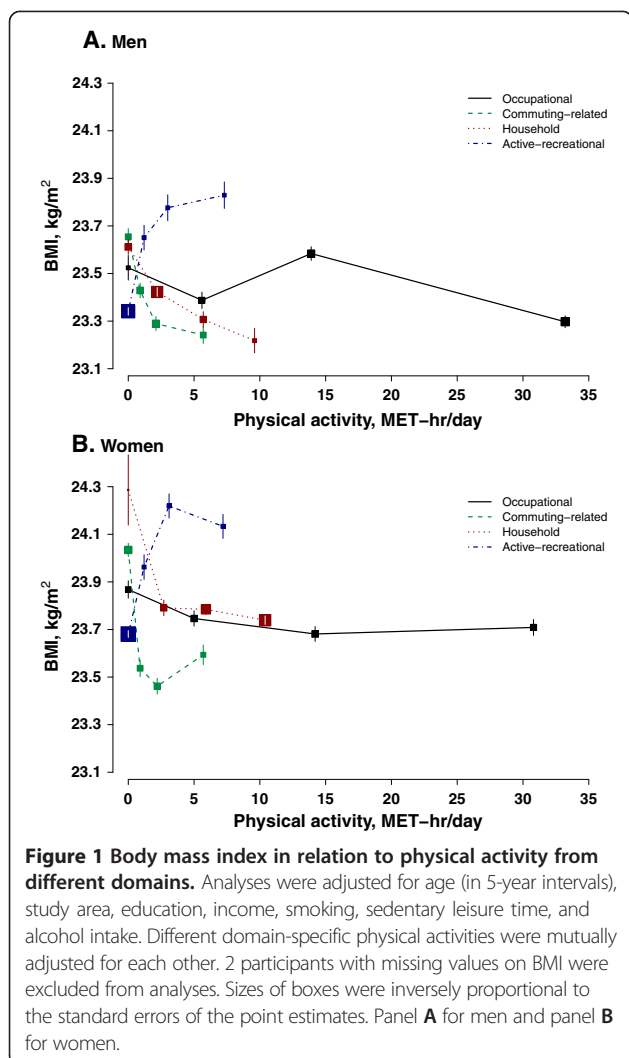 A. Men
24.3
24.1
23.9
23.7
23.5
23.3
23.1
BMI, kg/m²
Occupational
Commuting−related
Household
Active−recreational
0 5 10 15 20 25 30 35
Physical activity, MET−hr/day
B. Women
24.3
24.1
23.9
23.7
23.5
23.3
23.1
BMI, kg/m²
Occupational
Commuting−related
Household
Active−recreational
0 5 10 15 20 25 30 35
Physical activity, MET−hr/day
Figure 1 Body mass index in relation to physical activity from
different domains. Analyses were adjusted for age (in 5-year intervals),
study area, education, income, smoking, sedentary leisure time, and
alcohol intake. Different domain-specific physical activities were mutually
adjusted for each other. 2 participants with missing values on BMI were
excluded from analyses. Sizes of boxes were inversely proportional to
the standard errors of the point estimates. Panel A for men and panel B
for women.